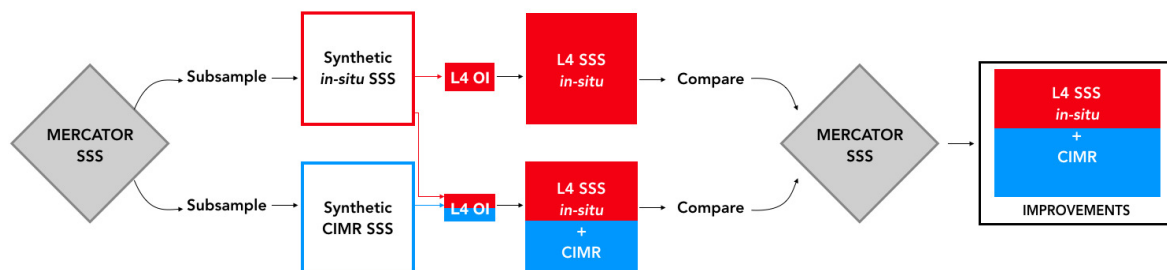 MERCATOR
SSS
Subsample
Synthetic
in-situ SSS
L4 OI
L4 SSS
in-situ
Compare
Subsample
Synthetic
CIMR SSS
L4 OI
L4 SSS
in-situ
+
CIMR
Compare
MERCATOR
SSS
L4 SSS
in-situ
+
CIMR
IMPROVEMENTS